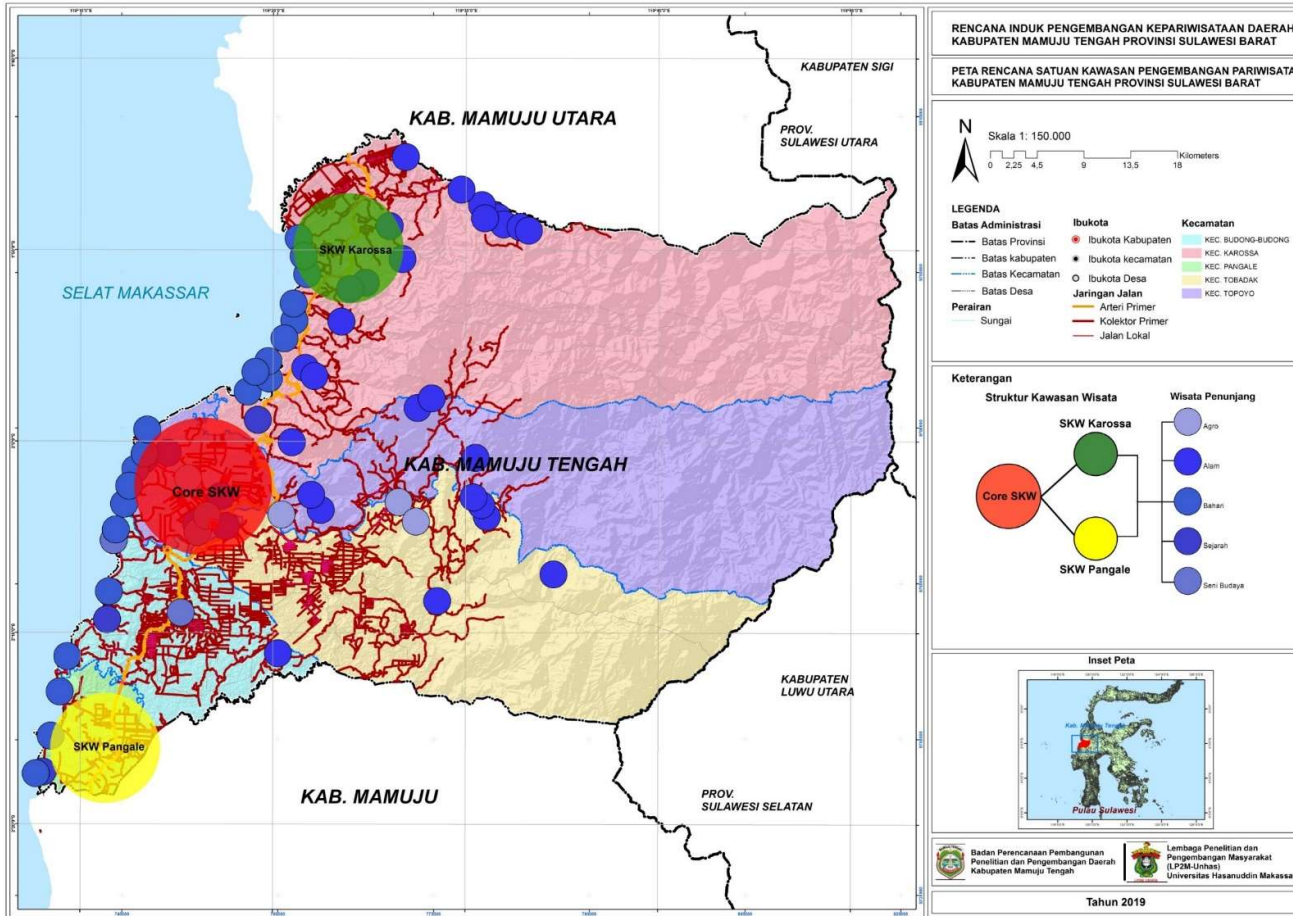 KABUPATEN SIGI
KAB. MAMUJU UTARA
PROV.
SULAWESI UTARA
SKW Karossa
SELAT MAKASSAR
KAB. MAMUJU TENGAH
Core SKW
KABUPATEN
LUWU UTARA
SKW Pangale
KAB. MAMUJU
PROV.
SULAWESI SELATAN
RENCANA INDUK PENGEMBANGAN KEPARIWISATAAN DAERAH
KABUPATEN MAMUJU TENGAH PROVINSI SULAWESI BARAT
PETA RENCANA SATUAN KAWASAN PENGEMBANGAN PARIWISATA
KABUPATEN MAMUJU TENGAH PROVINSI SULAWESI BARAT
N
Skala 1: 150.000
0 2,25 4,5 9 13,5 18 Kilometers
LEGENDA
Batas Administrasi
Batas Provinsi
Batas kabupaten
Batas Kecamatan
Batas Desa
Perairan
Sungai
Ibukota
Ibukota Kabupaten
Ibukota kecamatan
Ibukota Desa
Jaringan Jalan
Arteri Primer
Kolektor Primer
Jalan Lokal
Kecamatan
KEC. BUDONG-BUDONG
KEC. KAROSSA
KEC. PANGALE
KEC. TOBADAK
KEC. TOPOYO
Keterangan
Struktur Kawasan Wisata
Wisata Penunjang
SKW Karossa
Core SKW
SKW Pangale
Agro
Alam
Bahari
Sejarah
Seni Budaya
Inset Peta
Kab. Mamuju Tengah
Pulau Sulawesi
Badan Perencanaan Pembangunan
Penelitian dan Pengembangan Daerah
Kabupaten Mamuju Tengah
Lembaga Penelitian dan
Pengembangan Masyarakat
(LP2M-Unhas)
Universitas Hasanuddin Makassa
Tahun 2019